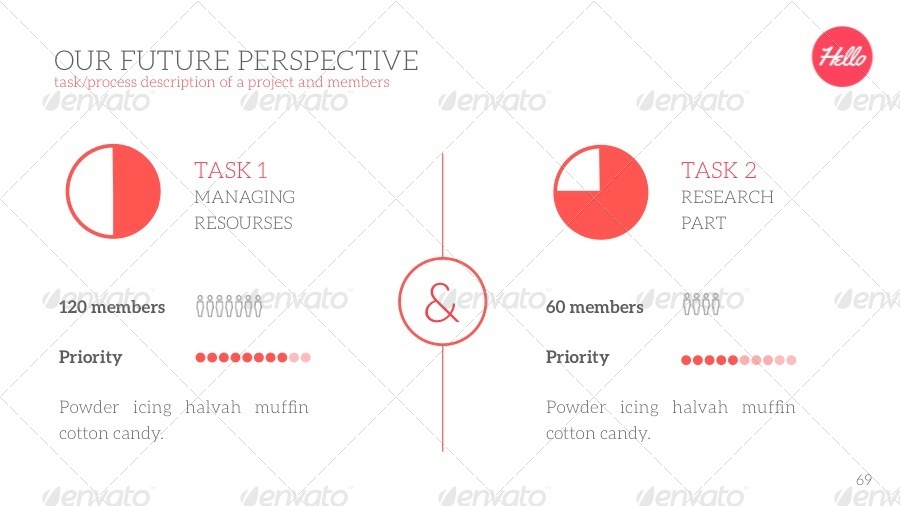 OUR FUTURE PERSPECTIVE
task/process description of a project and members
Hello
envato envato envato envato envato
TASK 1
MANAGING
RESOURSES
120 members
Priority
Powder icing halvah muffin
cotton candy.
&
TASK 2
RESEARCH
PART
60 members
Priority
Powder icing halvah muffin
cotton candy.
envato envato envato envato envato
69
envato envato envato envato envato